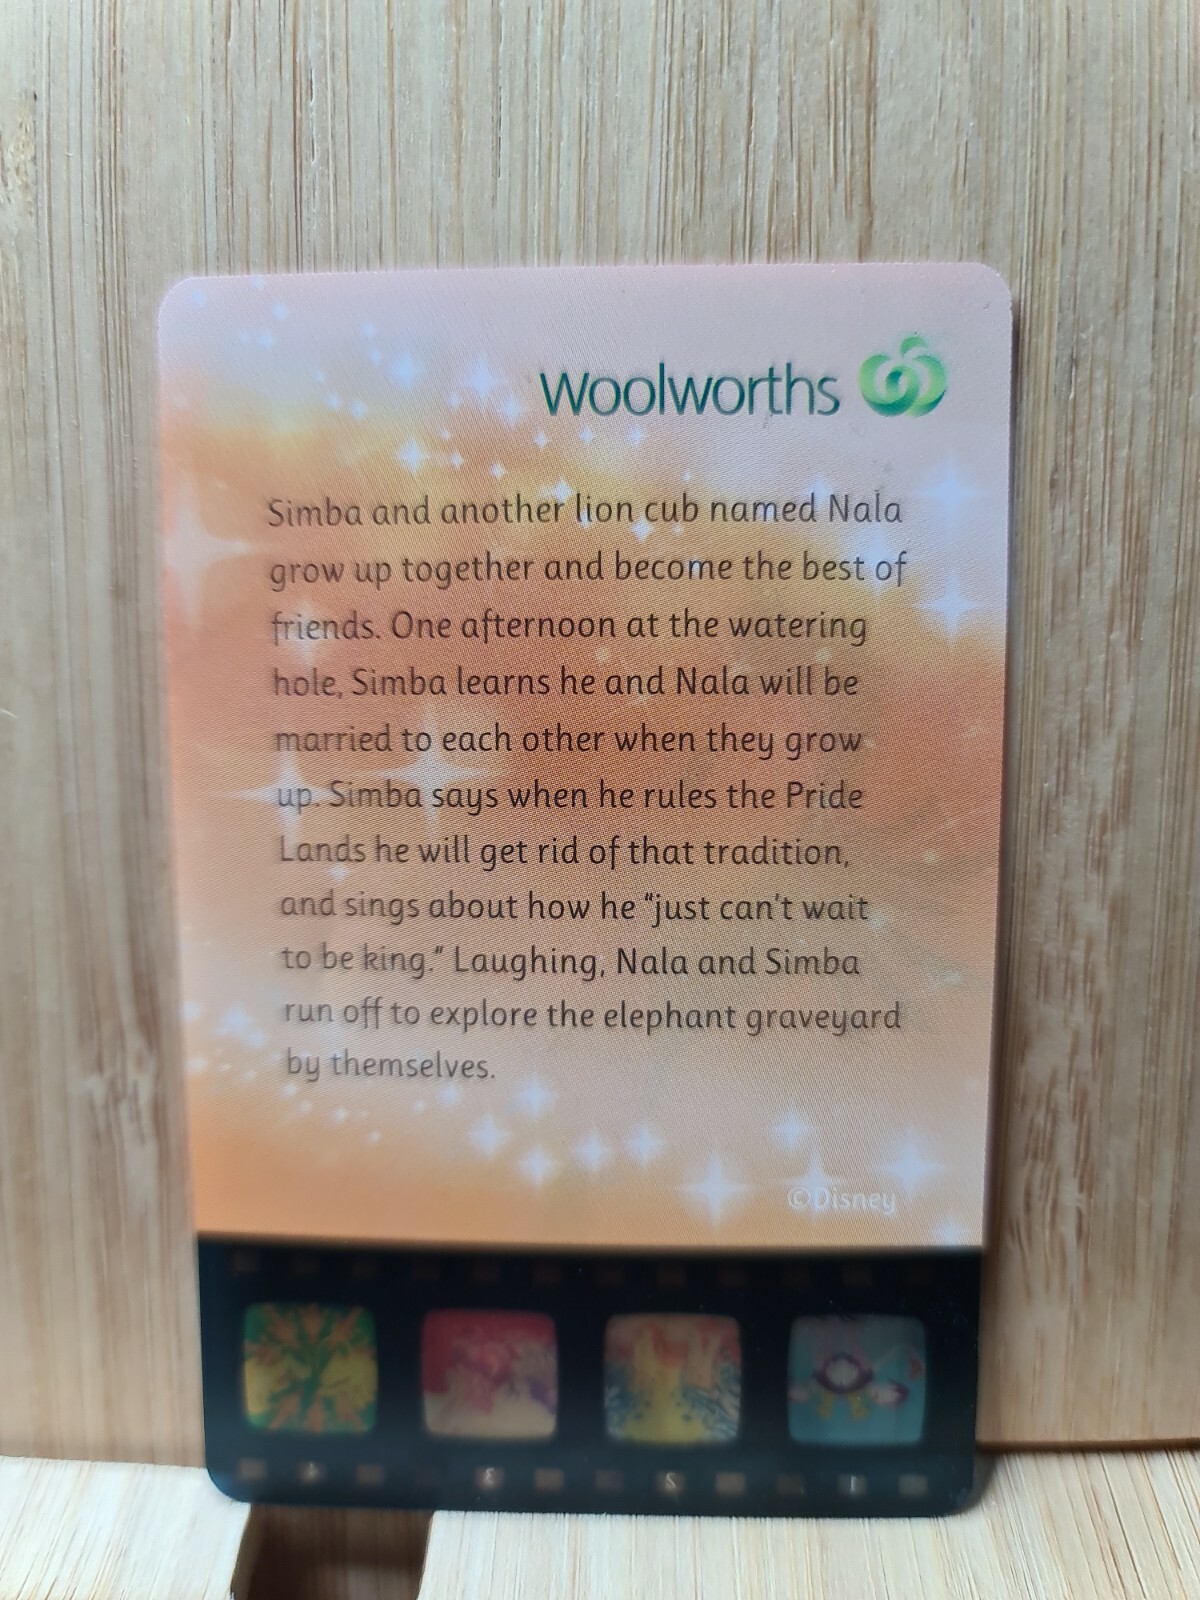 Woolworths
Simba and another lion cub named Nala
grow up together and become the best of
friends. One afternoon at the watering
hole, Simba learns he and Nala will be
married to each other when they grow
up. Simba says when he rules the Pride
Lands he will get rid of that tradition,
and sings about how he "just can't wait
to be king." Laughing, Nala and Simba
run off to explore the elephant graveyard
by themselves.
©Disney
4 3 2 1